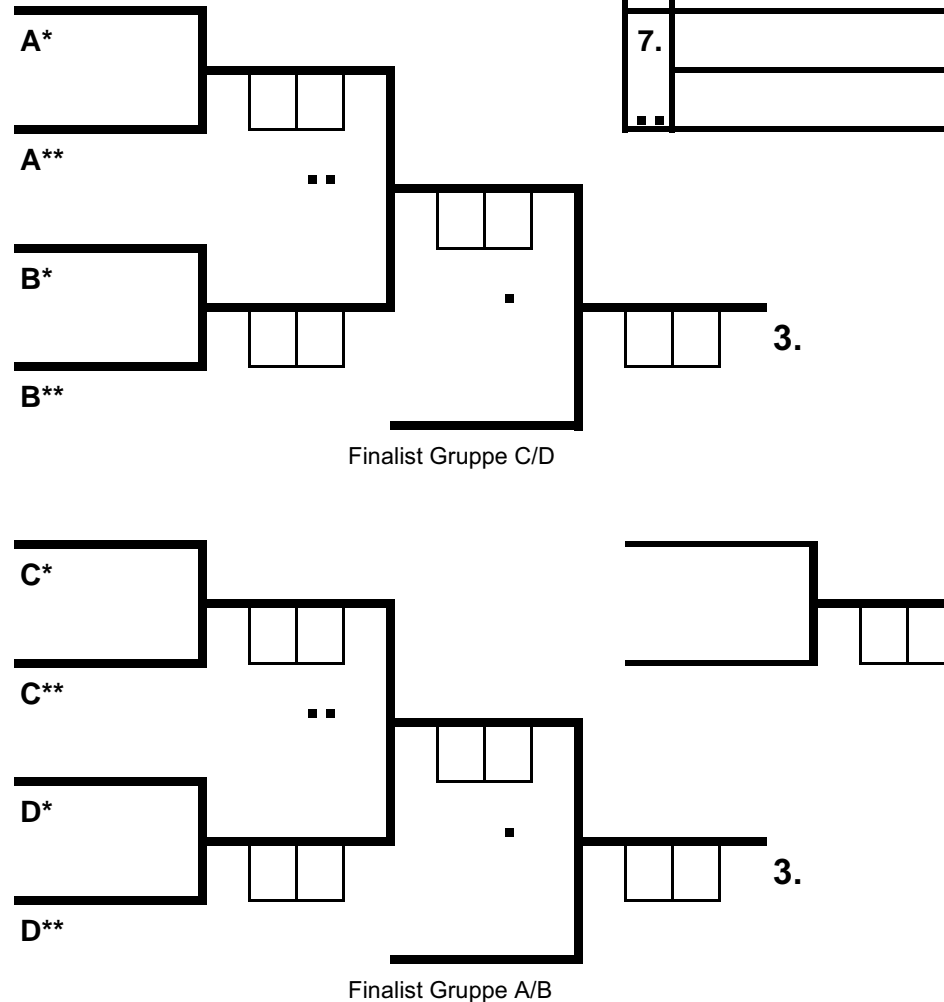 A*
7.
A**
B*
3.
B**
Finalist Gruppe C/D
C*
C**
D*
3.
D**
Finalist Gruppe A/B